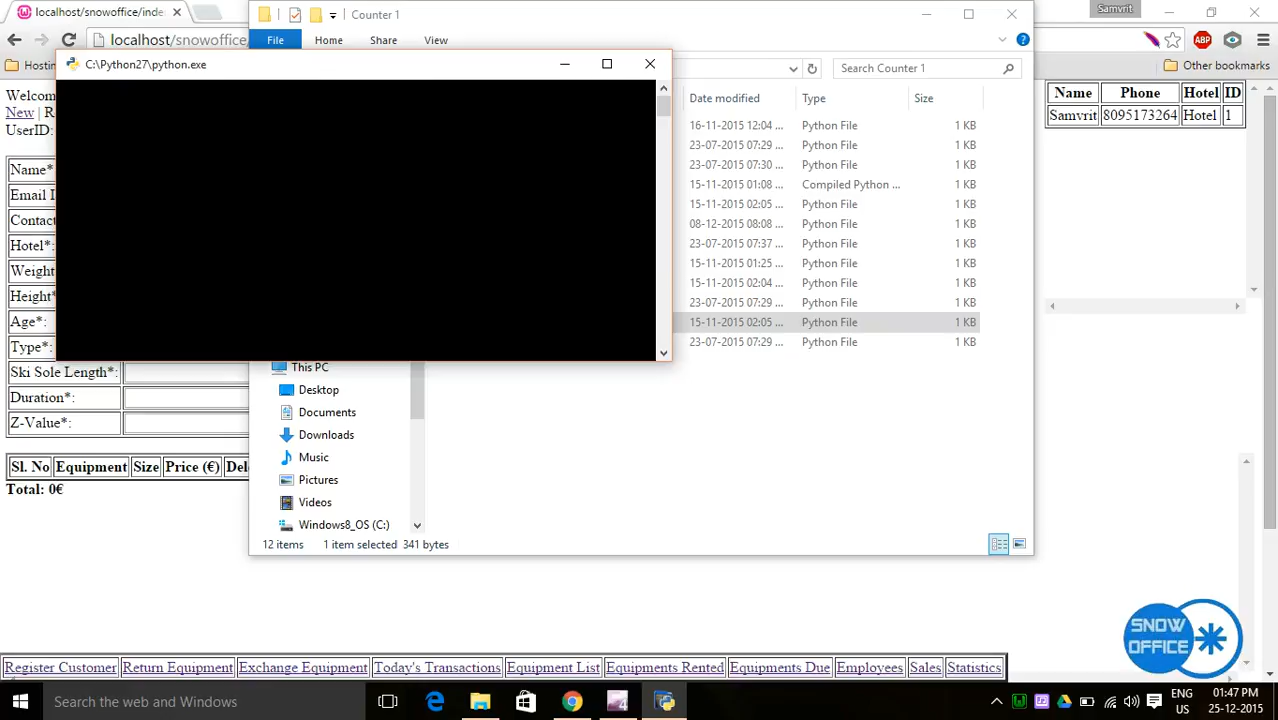 localhost/snowoffice/inde
Counter 1
Samvrit
localhost/snowoffice
File Home Share View
ABP
Hostin
Other bookmarks
C:\Python27\python.exe
Search Counter 1
Welcom
New | R
UserID:
Date modified Type Size
16-11-2015 12:04 ... Python File 1 KB
23-07-2015 07:29 ... Python File 1 KB
23-07-2015 07:30 ... Python File 1 KB
15-11-2015 01:08 ... Compiled Python ... 1 KB
15-11-2015 02:05 ... Python File 1 KB
08-12-2015 08:08 ... Python File 1 KB
23-07-2015 07:37 ... Python File 1 KB
15-11-2015 01:25 ... Python File 1 KB
15-11-2015 02:04 ... Python File 1 KB
23-07-2015 07:29 ... Python File 1 KB
15-11-2015 02:05 ... Python File 1 KB
23-07-2015 07:29 ... Python File 1 KB
Name Phone Hotel ID
Samvrit 8095173264 Hotel 1
Name*
Email I
Contac
Hotel*:
Weight
Height*
Age*:
Type*:
Ski Sole Length*:
Duration*:
Z-Value*:
This PC
Desktop
Documents
Downloads
Music
Pictures
Videos
Windows8_OS (C:)
12 items 1 item selected 341 bytes
Sl. No Equipment Size Price (€) Del
Total: 0€
SNOW
OFFICE
Register Customer Return Equipment Exchange Equipment Today's Transactions Equipment List Equipments Rented Equipments Due Employees Sales Statistics
Search the web and Windows
ENG
US
01:47 PM
25-12-2015